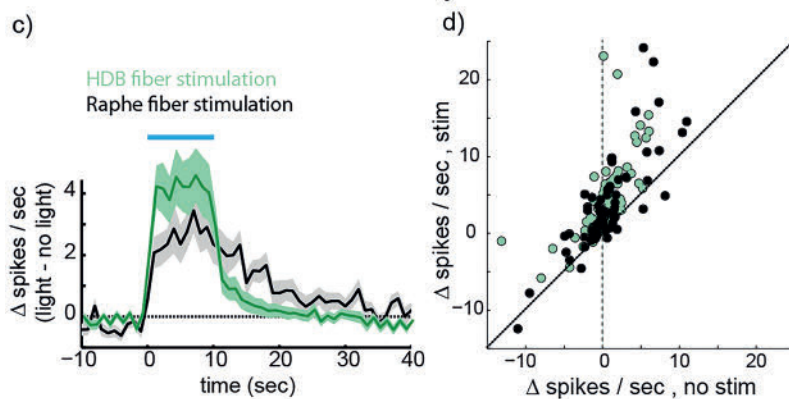 c)
HDB fiber stimulation
Raphe fiber stimulation
Δ spikes / sec
(light - no light)
4
2
0
−10
0
10
20
30
40
time (sec)
d)
Δ spikes / sec , stim
20
10
0
−10
−10
0
10
20
Δ spikes / sec , no stim